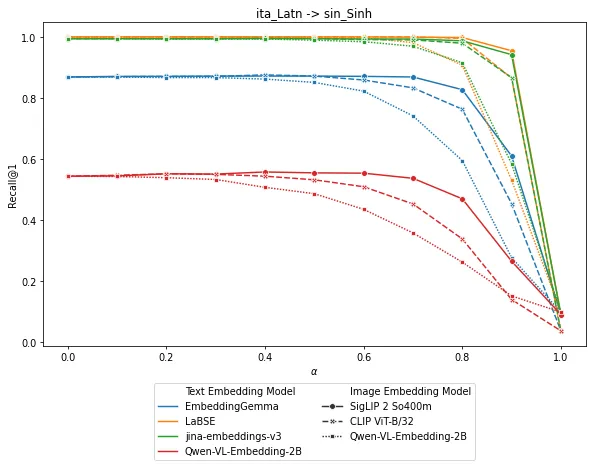 ita_Latn -> sin_Sinh
Recall@1
1.0
0.8
0.6
0.4
0.2
0.0
0.0 0.2 0.4 0.6 0.8 1.0
α
Text Embedding Model Image Embedding Model
EmbeddingGemma SigLIP 2 So400m
LaBSE CLIP ViT-B/32
jina-embeddings-v3 Qwen-VL-Embedding-2B
Qwen-VL-Embedding-2B